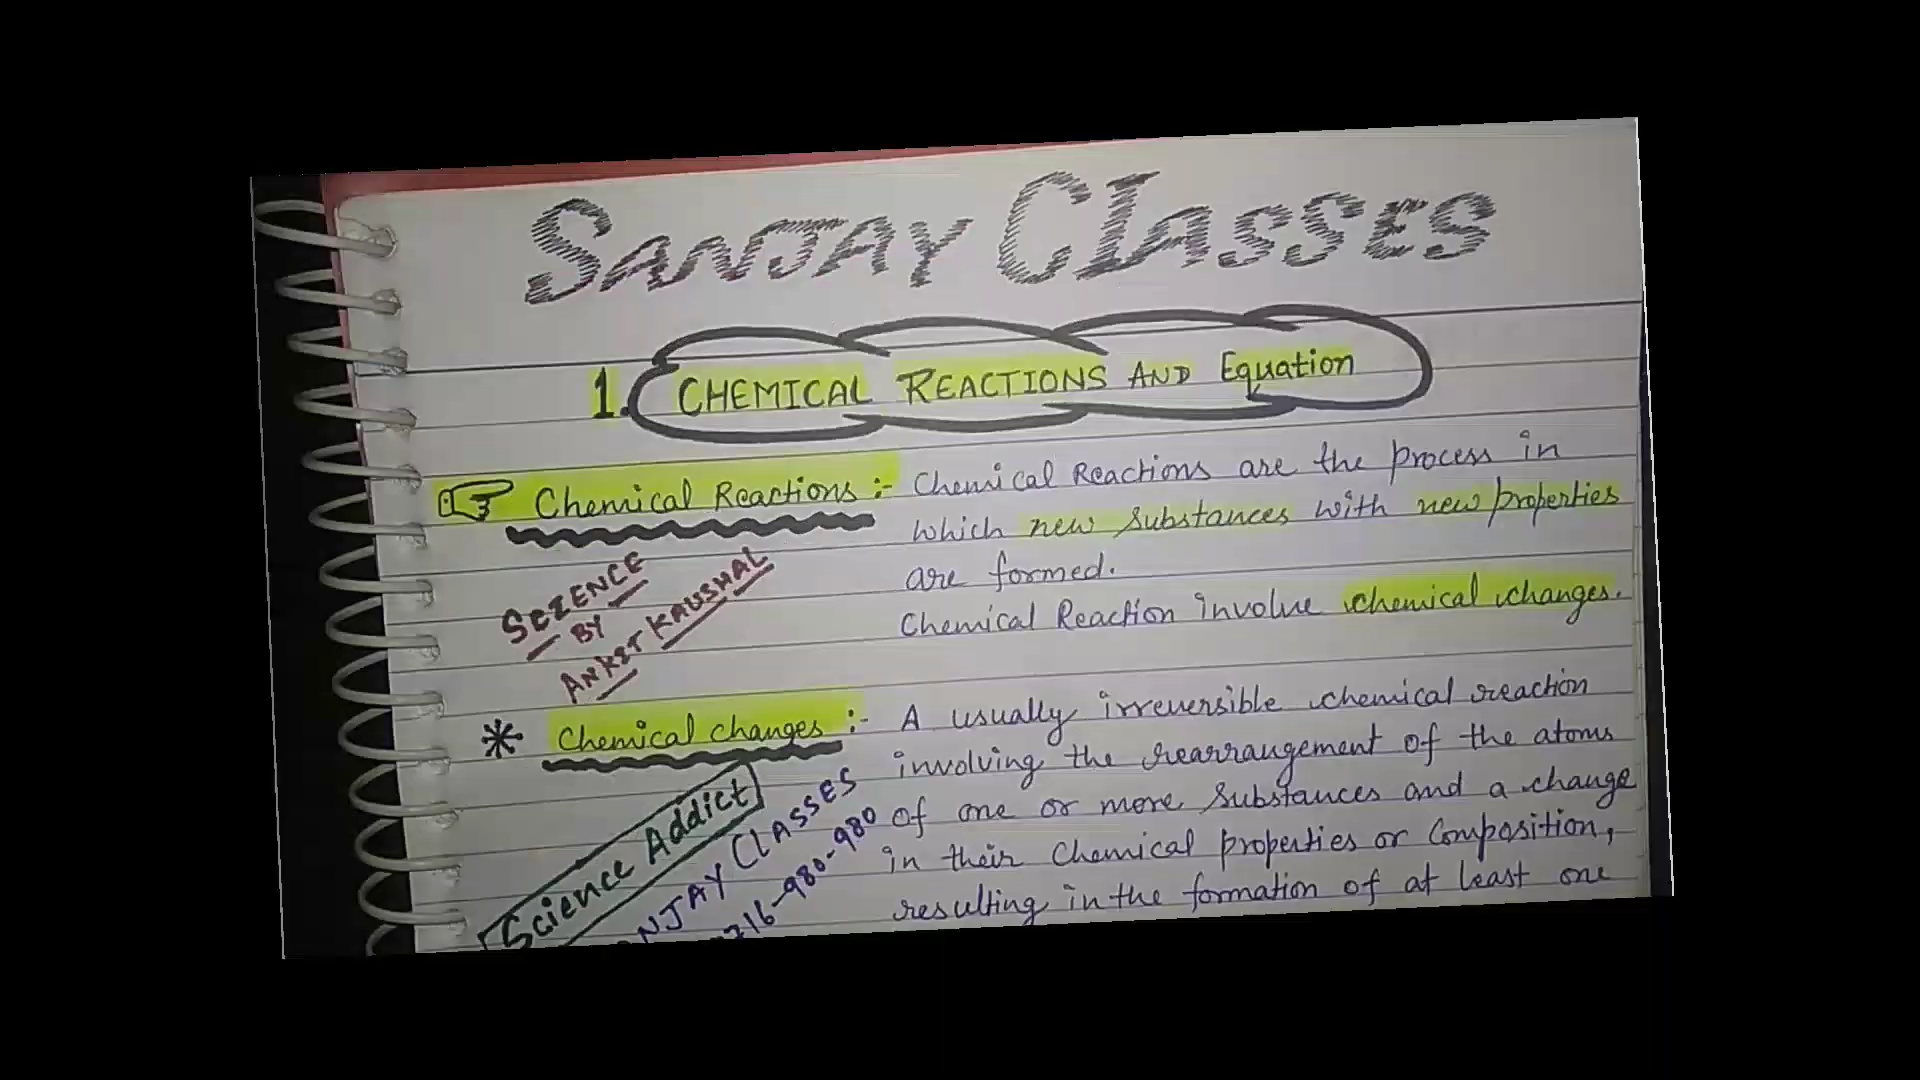 SANJAY CLASSES
1. CHEMICAL REACTIONS AND Equation
Chemical Reactions :- Chemical Reactions are the process in
which new substances with new properties
are formed.
Chemical Reaction involve chemical changes.
SCIENCE
BY
ANKIT KAUSHAL
* Chemical changes :- A usually irreversible chemical reaction
involving the rearrangement of the atoms
of one or more substances and a change
in their Chemical properties or Composition,
resulting in the formation of at least one
Science Addict
NJAY CLASSES
716-980-980